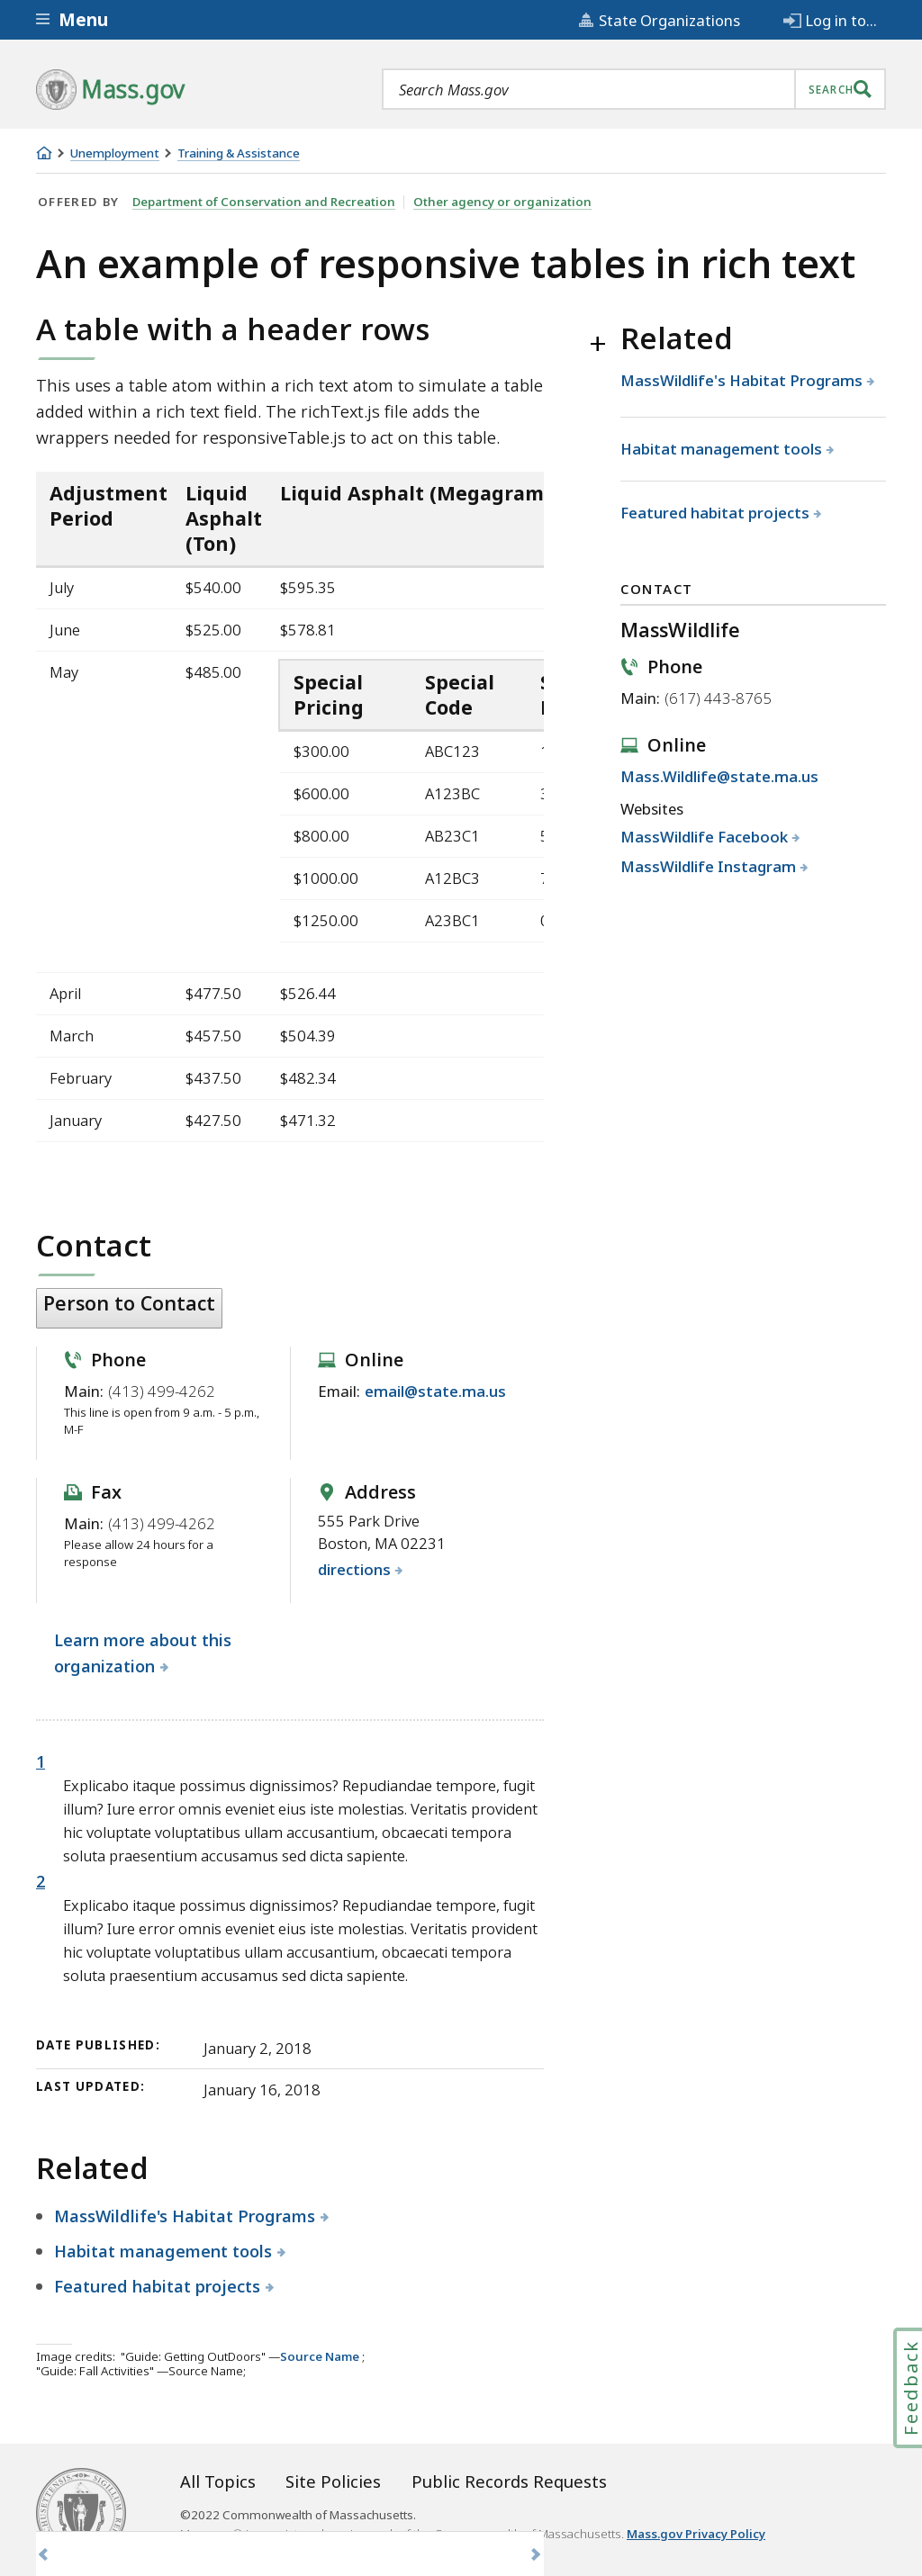 Menu
State Organizations
Log in to...
Mass.gov
Search Mass.gov
SEARCH
Unemployment
Training & Assistance
OFFERED BY
Department of Conservation and Recreation
Other agency or organization
An example of responsive tables in rich text
A table with a header rows
This uses a table atom within a rich text atom to simulate a table
added within a rich text field. The richText.js file adds the
wrappers needed for responsiveTable.js to act on this table.
Adjustment Period
Liquid Asphalt (Ton)
Liquid Asphalt (Megagram
July $540.00 $595.35
June $525.00 $578.81
May $485.00
Special Pricing
Special Code
$300.00 ABC123
$600.00 A123BC
$800.00 AB23C1
$1000.00 A12BC3
$1250.00 A23BC1
April $477.50 $526.44
March $457.50 $504.39
February $437.50 $482.34
January $427.50 $471.32
+ Related
MassWildlife's Habitat Programs
Habitat management tools
Featured habitat projects
CONTACT
MassWildlife
Phone
Main: (617) 443-8765
Online
Mass.Wildlife@state.ma.us
Websites
MassWildlife Facebook
MassWildlife Instagram
Contact
Person to Contact
Phone
Main: (413) 499-4262
This line is open from 9 a.m. - 5 p.m.,
M-F
Online
Email: email@state.ma.us
Fax
Main: (413) 499-4262
Please allow 24 hours for a
response
Address
555 Park Drive
Boston, MA 02231
directions
Learn more about this
organization
1
Explicabo itaque possimus dignissimos? Repudiandae tempore, fugit
illum? Iure error omnis eveniet eius iste molestias. Veritatis provident
hic voluptate voluptatibus ullam accusantium, obcaecati tempora
soluta praesentium accusamus sed dicta sapiente.
2
Explicabo itaque possimus dignissimos? Repudiandae tempore, fugit
illum? Iure error omnis eveniet eius iste molestias. Veritatis provident
hic voluptate voluptatibus ullam accusantium, obcaecati tempora
soluta praesentium accusamus sed dicta sapiente.
DATE PUBLISHED: January 2, 2018
LAST UPDATED: January 16, 2018
Related
MassWildlife's Habitat Programs
Habitat management tools
Featured habitat projects
Image credits: "Guide: Getting OutDoors" —Source Name ;
"Guide: Fall Activities" —Source Name;
Feedback
All Topics
Site Policies
Public Records Requests
©2022 Commonwealth of Massachusetts.
Massachusetts. Mass.gov Privacy Policy